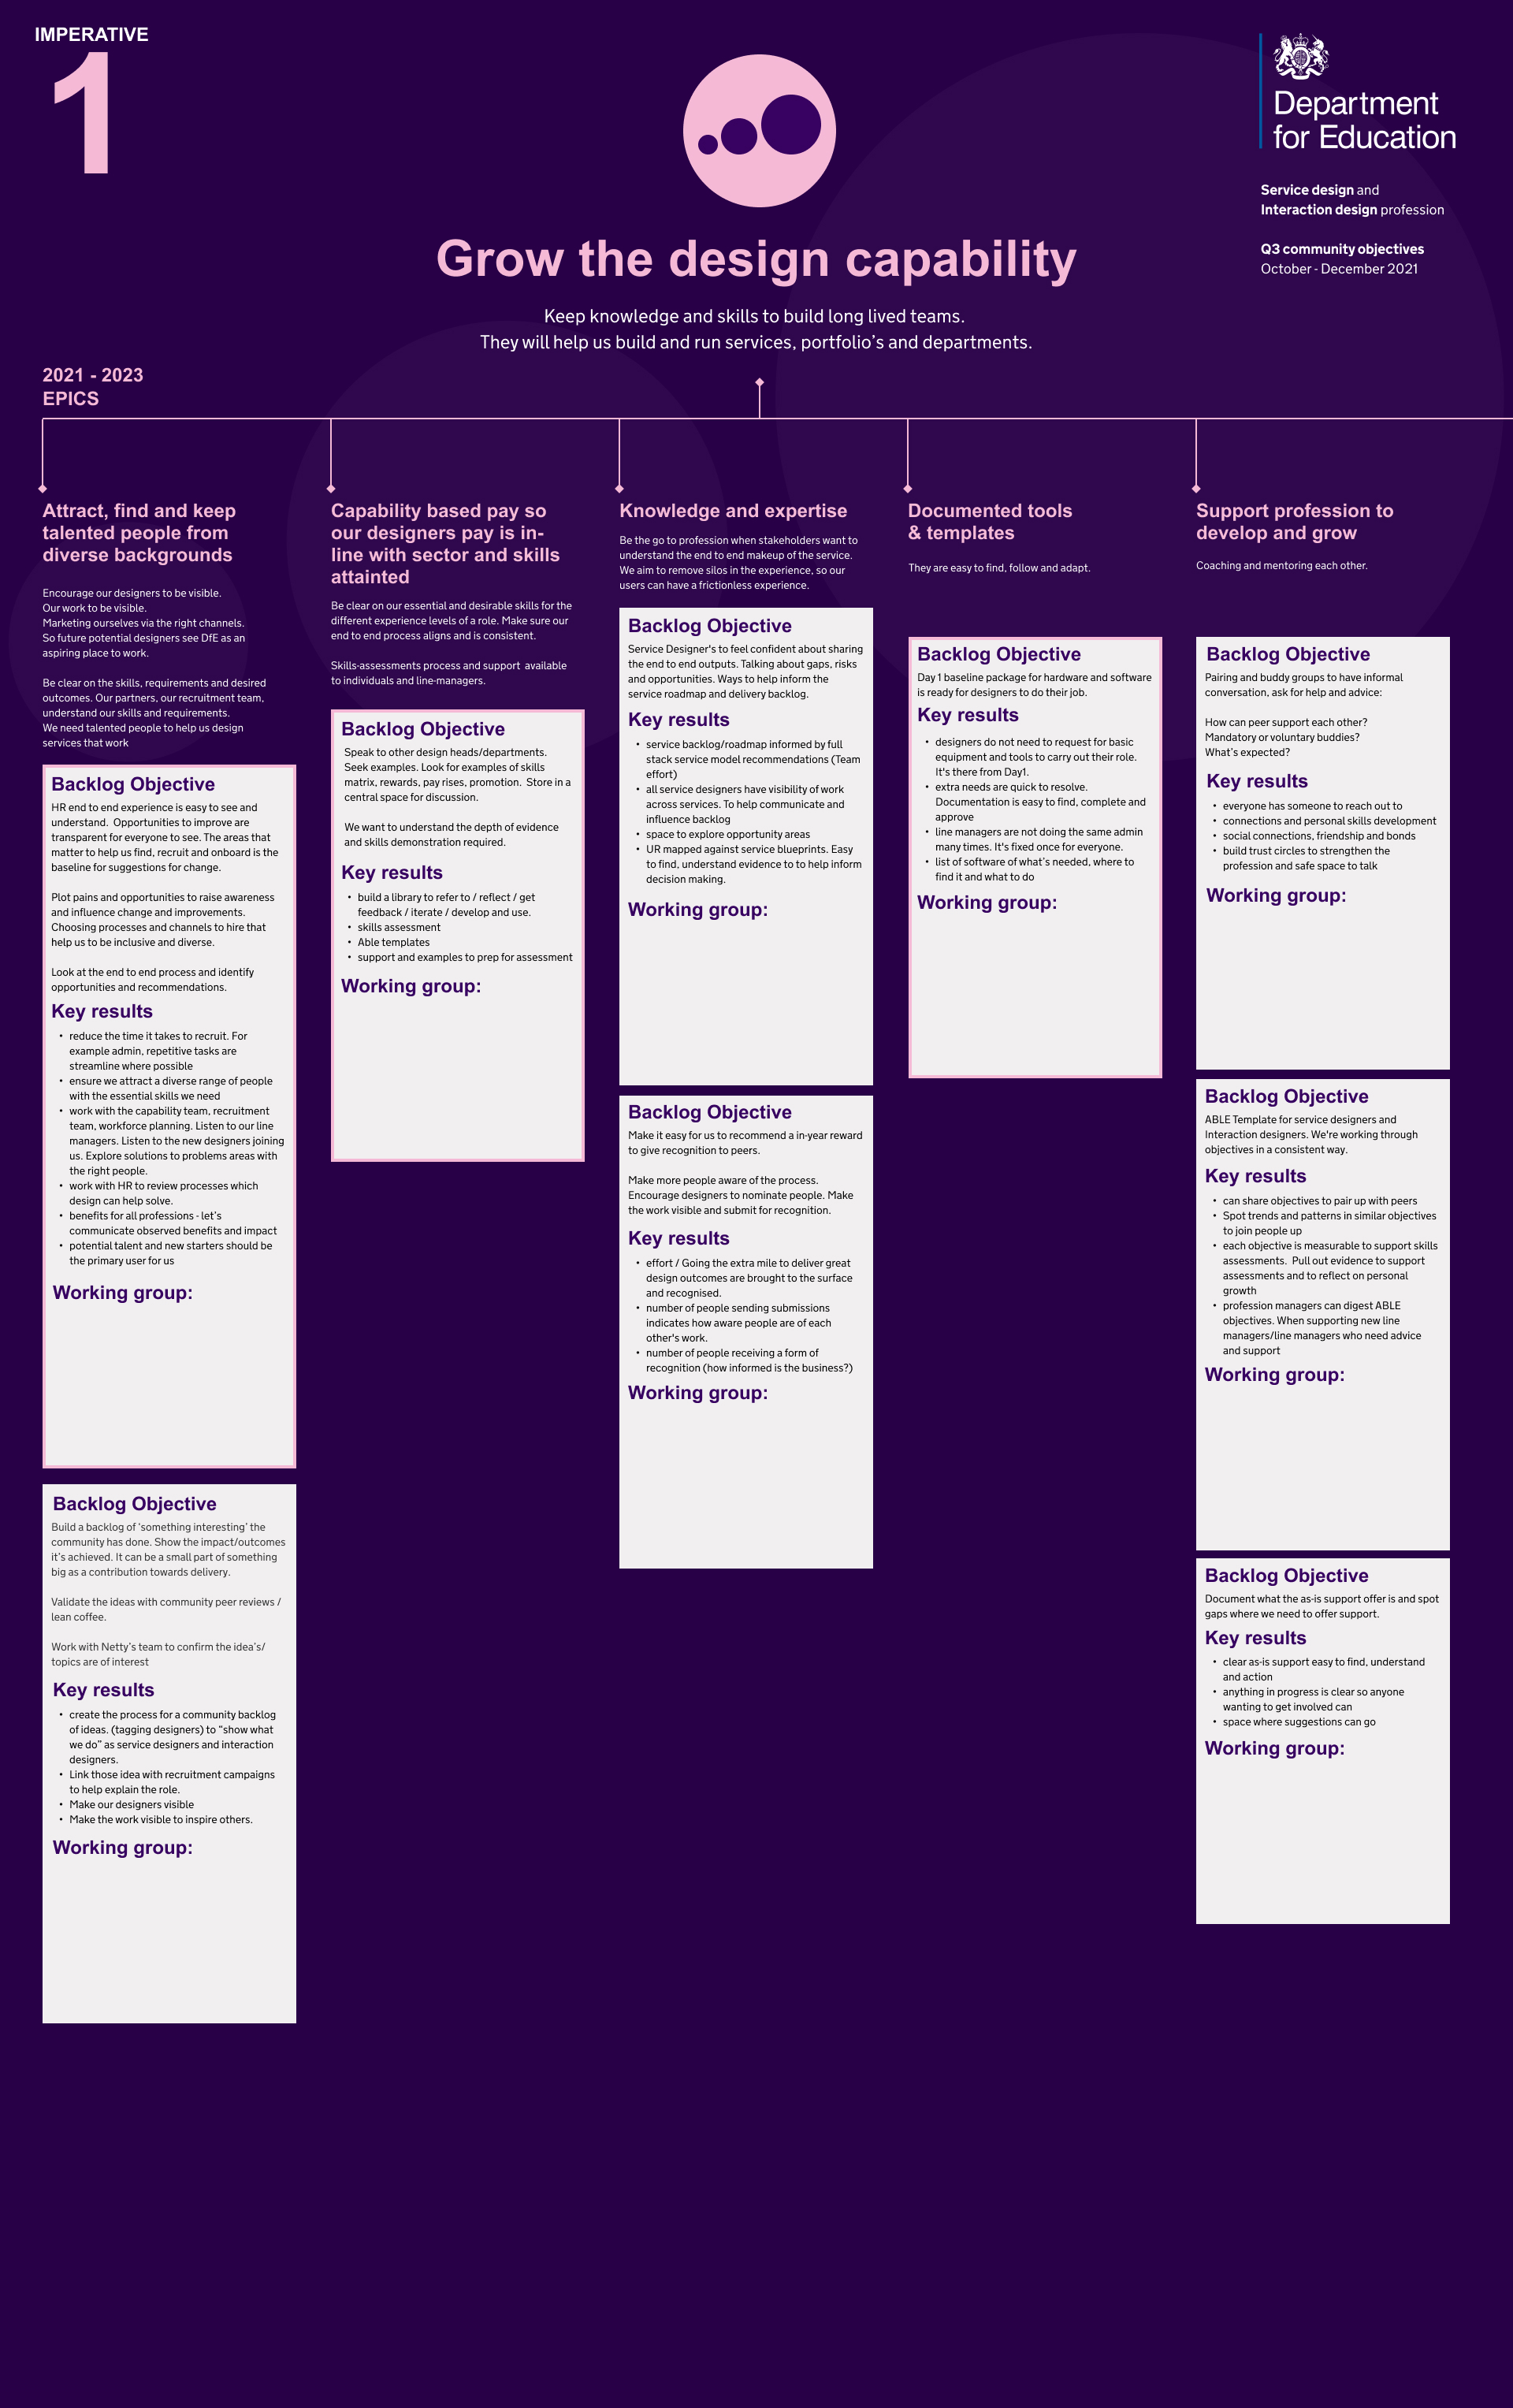 IMPERATIVE
1
Department
for Education
Service design and
Interaction design profession
Q3 community objectives
October - December 2021
Grow the design capability
Keep knowledge and skills to build long lived teams.
They will help us build and run services, portfolio’s and departments.
2021 - 2023
EPICS
Attract, find and keep
talented people from
diverse backgrounds
Encourage our designers to be visible.
Our work to be visible.
Marketing ourselves via the right channels.
So future potential designers see DfE as an
aspiring place to work.
Be clear on the skills, requirements and desired
outcomes. Our partners, our recruitment team,
understand our skills and requirements.
We need talented people to help us design
services that work
Backlog Objective
HR end to end experience is easy to see and
understand.  Opportunities to improve are
transparent for everyone to see. The areas that
matter to help us find, recruit and onboard is the
baseline for suggestions for change.
Plot pains and opportunities to raise awareness
and influence change and improvements.
Choosing processes and channels to hire that
help us to be inclusive and diverse.
Look at the end to end process and identify
opportunities and recommendations.
Key results
• reduce the time it takes to recruit. For
example admin, repetitive tasks are
streamline where possible
• ensure we attract a diverse range of people
with the essential skills we need
• work with the capability team, recruitment
team, workforce planning. Listen to our line
managers. Listen to the new designers joining
us. Explore solutions to problems areas with
the right people.
• work with HR to review processes which
design can help solve.
• benefits for all professions - let’s
communicate observed benefits and impact
• potential talent and new starters should be
the primary user for us
Working group:
Backlog Objective
Build a backlog of ‘something interesting’ the
community has done. Show the impact/outcomes
it’s achieved. It can be a small part of something
big as a contribution towards delivery.
Validate the ideas with community peer reviews /
lean coffee.
Work with Netty’s team to confirm the idea’s/
topics are of interest
Key results
• create the process for a community backlog
of ideas. (tagging designers) to “show what
we do” as service designers and interaction
designers.
• Link those idea with recruitment campaigns
to help explain the role.
• Make our designers visible
• Make the work visible to inspire others.
Working group:
Capability based pay so
our designers pay is in-
line with sector and skills
attainted
Be clear on our essential and desirable skills for the
different experience levels of a role. Make sure our
end to end process aligns and is consistent.
Skills-assessments process and support  available
to individuals and line-managers.
Backlog Objective
Speak to other design heads/departments.
Seek examples. Look for examples of skills
matrix, rewards, pay rises, promotion.  Store in a
central space for discussion.
We want to understand the depth of evidence
and skills demonstration required.
Key results
• build a library to refer to / reflect / get
feedback / iterate / develop and use.
• skills assessment
• Able templates
• support and examples to prep for assessment
Working group:
Knowledge and expertise
Be the go to profession when stakeholders want to
understand the end to end makeup of the service.
We aim to remove silos in the experience, so our
users can have a frictionless experience.
Backlog Objective
Service Designer's to feel confident about sharing
the end to end outputs. Talking about gaps, risks
and opportunities. Ways to help inform the
service roadmap and delivery backlog.
Key results
• service backlog/roadmap informed by full
stack service model recommendations (Team
effort)
• all service designers have visibility of work
across services. To help communicate and
influence backlog
• space to explore opportunity areas
• UR mapped against service blueprints. Easy
to find, understand evidence to to help inform
decision making.
Working group:
Backlog Objective
Make it easy for us to recommend a in-year reward
to give recognition to peers.
Make more people aware of the process.
Encourage designers to nominate people. Make
the work visible and submit for recognition.
Key results
• effort / Going the extra mile to deliver great
design outcomes are brought to the surface
and recognised.
• number of people sending submissions
indicates how aware people are of each
other's work.
• number of people receiving a form of
recognition (how informed is the business?)
Working group:
Documented tools
& templates
They are easy to find, follow and adapt.
Backlog Objective
Day 1 baseline package for hardware and software
is ready for designers to do their job.
Key results
• designers do not need to request for basic
equipment and tools to carry out their role.
It's there from Day1.
• extra needs are quick to resolve.
Documentation is easy to find, complete and
approve
• line managers are not doing the same admin
many times. It's fixed once for everyone.
• list of software of what’s needed, where to
find it and what to do
Working group:
Support profession to
develop and grow
Coaching and mentoring each other.
Backlog Objective
Pairing and buddy groups to have informal
conversation, ask for help and advice:
How can peer support each other?
Mandatory or voluntary buddies?
What’s expected?
Key results
• everyone has someone to reach out to
• connections and personal skills development
• social connections, friendship and bonds
• build trust circles to strengthen the
profession and safe space to talk
Working group:
Backlog Objective
ABLE Template for service designers and
Interaction designers. We're working through
objectives in a consistent way.
Key results
• can share objectives to pair up with peers
• Spot trends and patterns in similar objectives
to join people up
• each objective is measurable to support skills
assessments.  Pull out evidence to support
assessments and to reflect on personal
growth
• profession managers can digest ABLE
objectives. When supporting new line
managers/line managers who need advice
and support
Working group:
Backlog Objective
Document what the as-is support offer is and spot
gaps where we need to offer support.
Key results
• clear as-is support easy to find, understand
and action
• anything in progress is clear so anyone
wanting to get involved can
• space where suggestions can go
Working group: